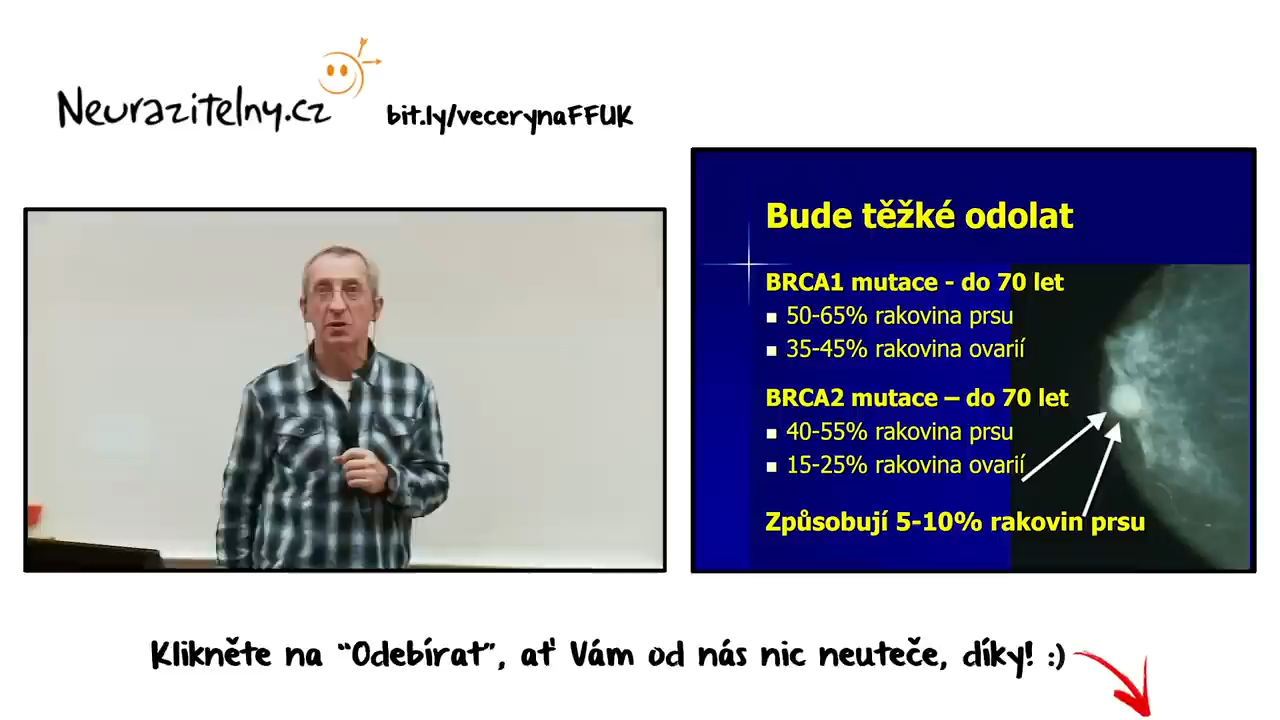 Neurazitelny.cz
bit.ly/vecerynaFFUK
Bude těžké odolat
BRCA1 mutace - do 70 let
50-65% rakovina prsu
35-45% rakovina ovarií
BRCA2 mutace – do 70 let
40-55% rakovina prsu
15-25% rakovina ovarií
Způsobují 5-10% rakovin prsu
Klikněte na “Odebírat”, ať Vám od nás nic neuteče, díky! :)